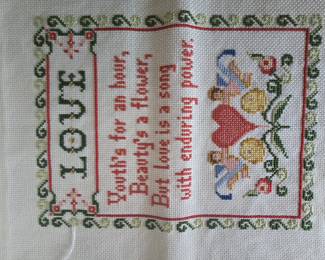 LOVE
Youth's for an hour,
Beauty's a flower,
But love is a song
with enduring power.